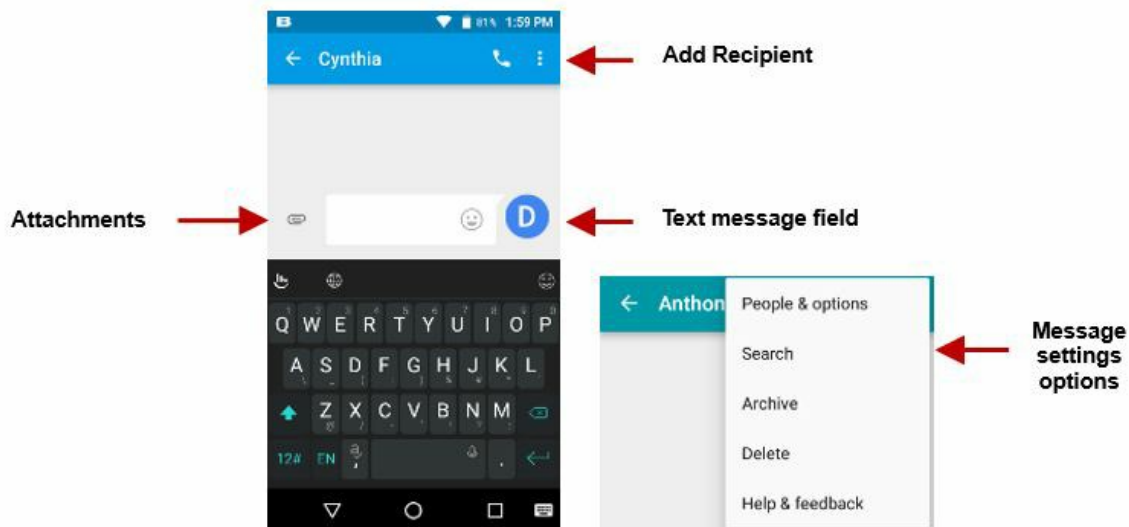 81% 1:59 PM
Cynthia
Add Recipient
Attachments
D
Text message field
Q W E R T Y U I O P
A S D F G H J K L
Z X C V B N M
12# EN a , .
Anthon
People & options
Search
Archive
Delete
Help & feedback
Message
settings
options